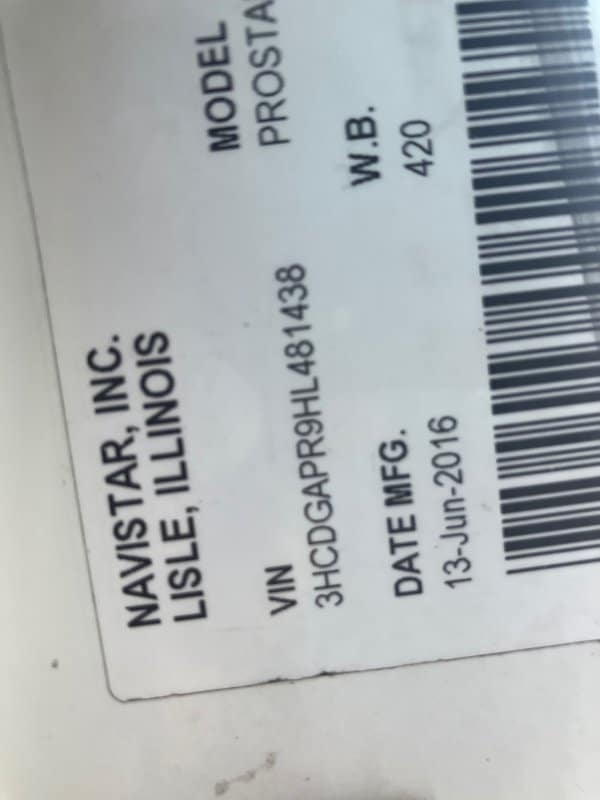 NAVISTAR, INC.
LISLE, ILLINOIS
MODEL
PROSTA
VIN
3HCDGAPR9HL481438
W.B.
420
DATE MFG.
13-Jun-2016